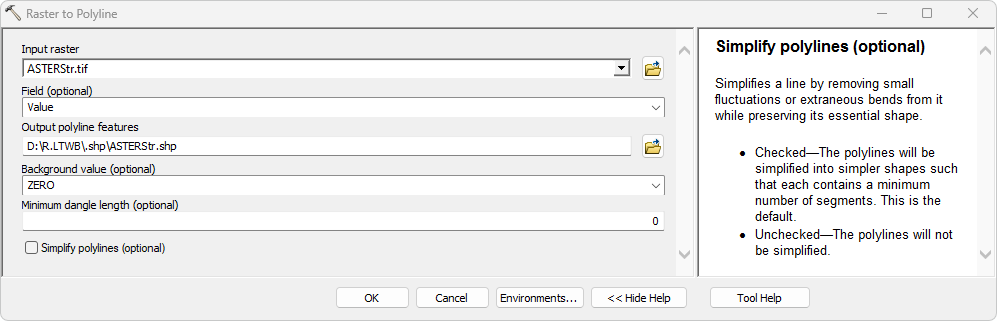 Raster to Polyline
Input raster
ASTERStr.tif
Field (optional)
Value
Output polyline features
D:\R.LTWB\.shp\ASTERStr.shp
Background value (optional)
ZERO
Minimum dangle length (optional)
0
Simplify polylines (optional)
Simplify polylines (optional)
Simplifies a line by removing small
fluctuations or extraneous bends from it
while preserving its essential shape.
• Checked—The polylines will be
simplified into simpler shapes such
that each contains a minimum
number of segments. This is the
default.
• Unchecked—The polylines will not
be simplified.
OK
Cancel
Environments...
<< Hide Help
Tool Help